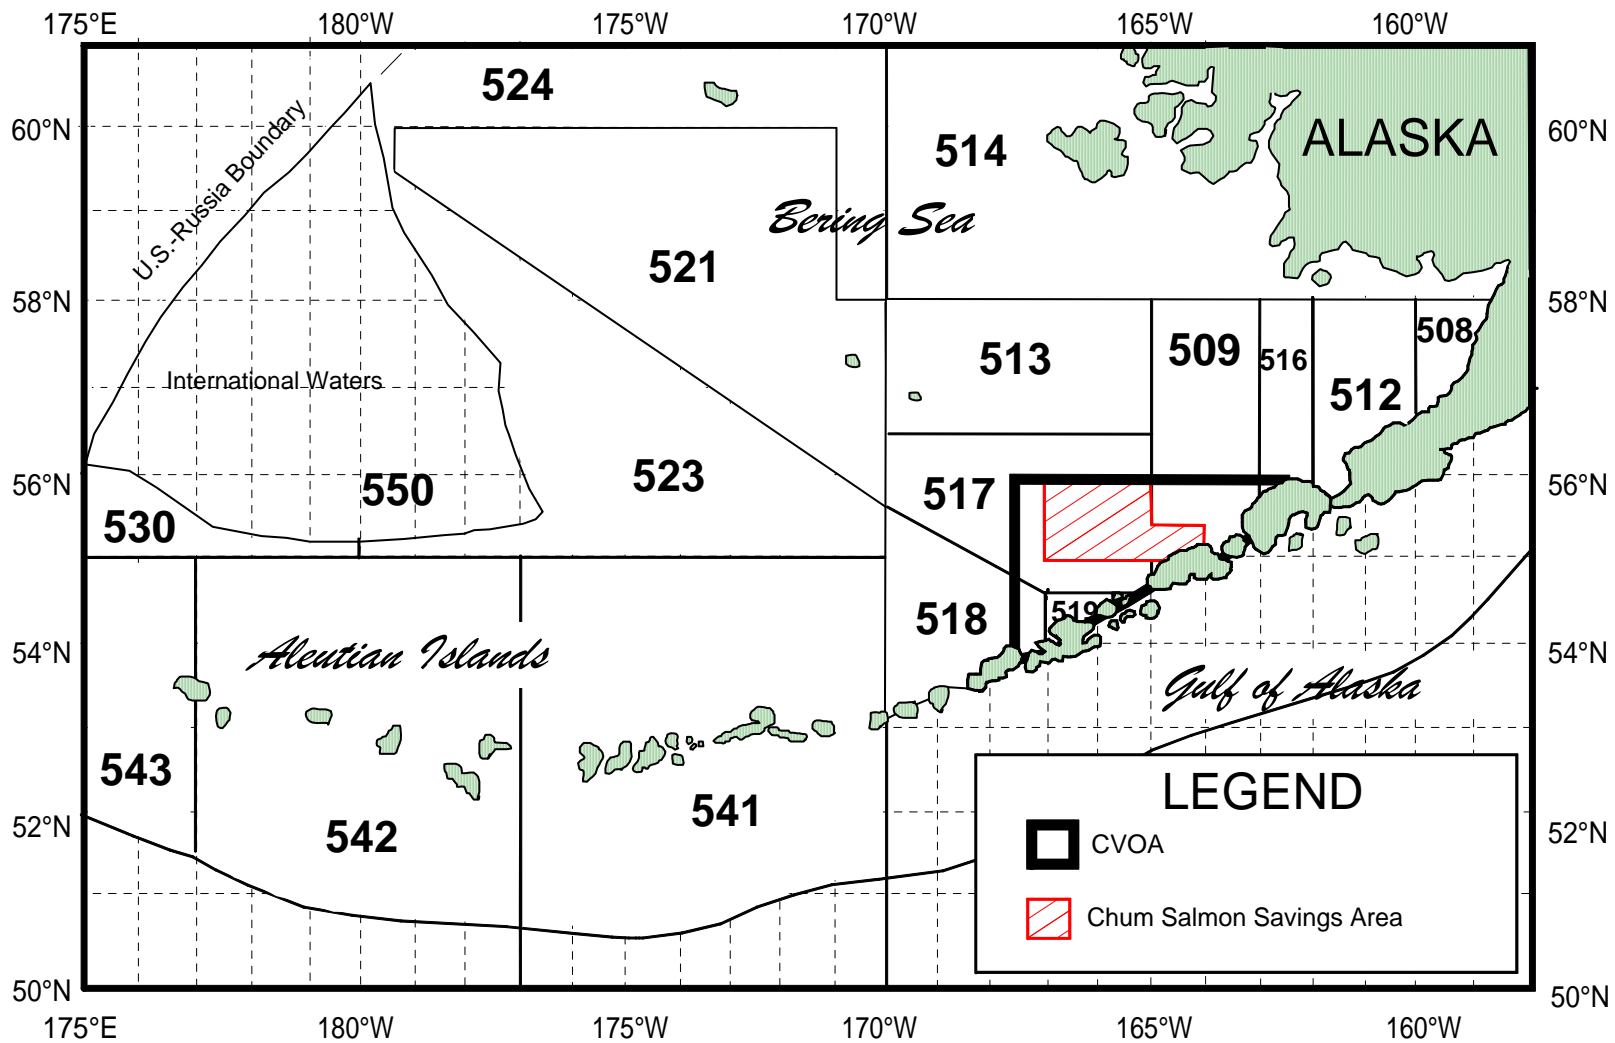 175°E 180°W 175°W 170°W 165°W 160°W
524
60°N 60°N
U.S.-Russia Boundary
514
ALASKA
Bering Sea
521
58°N 58°N
513
509
516
508
512
International Waters
523
550
517
56°N 56°N
530
518
519
54°N 54°N
Aleutian Islands
Gulf of Alaska
543
542
541
52°N 52°N
LEGEND
CVOA
Chum Salmon Savings Area
50°N 50°N
175°E 180°W 175°W 170°W 165°W 160°W